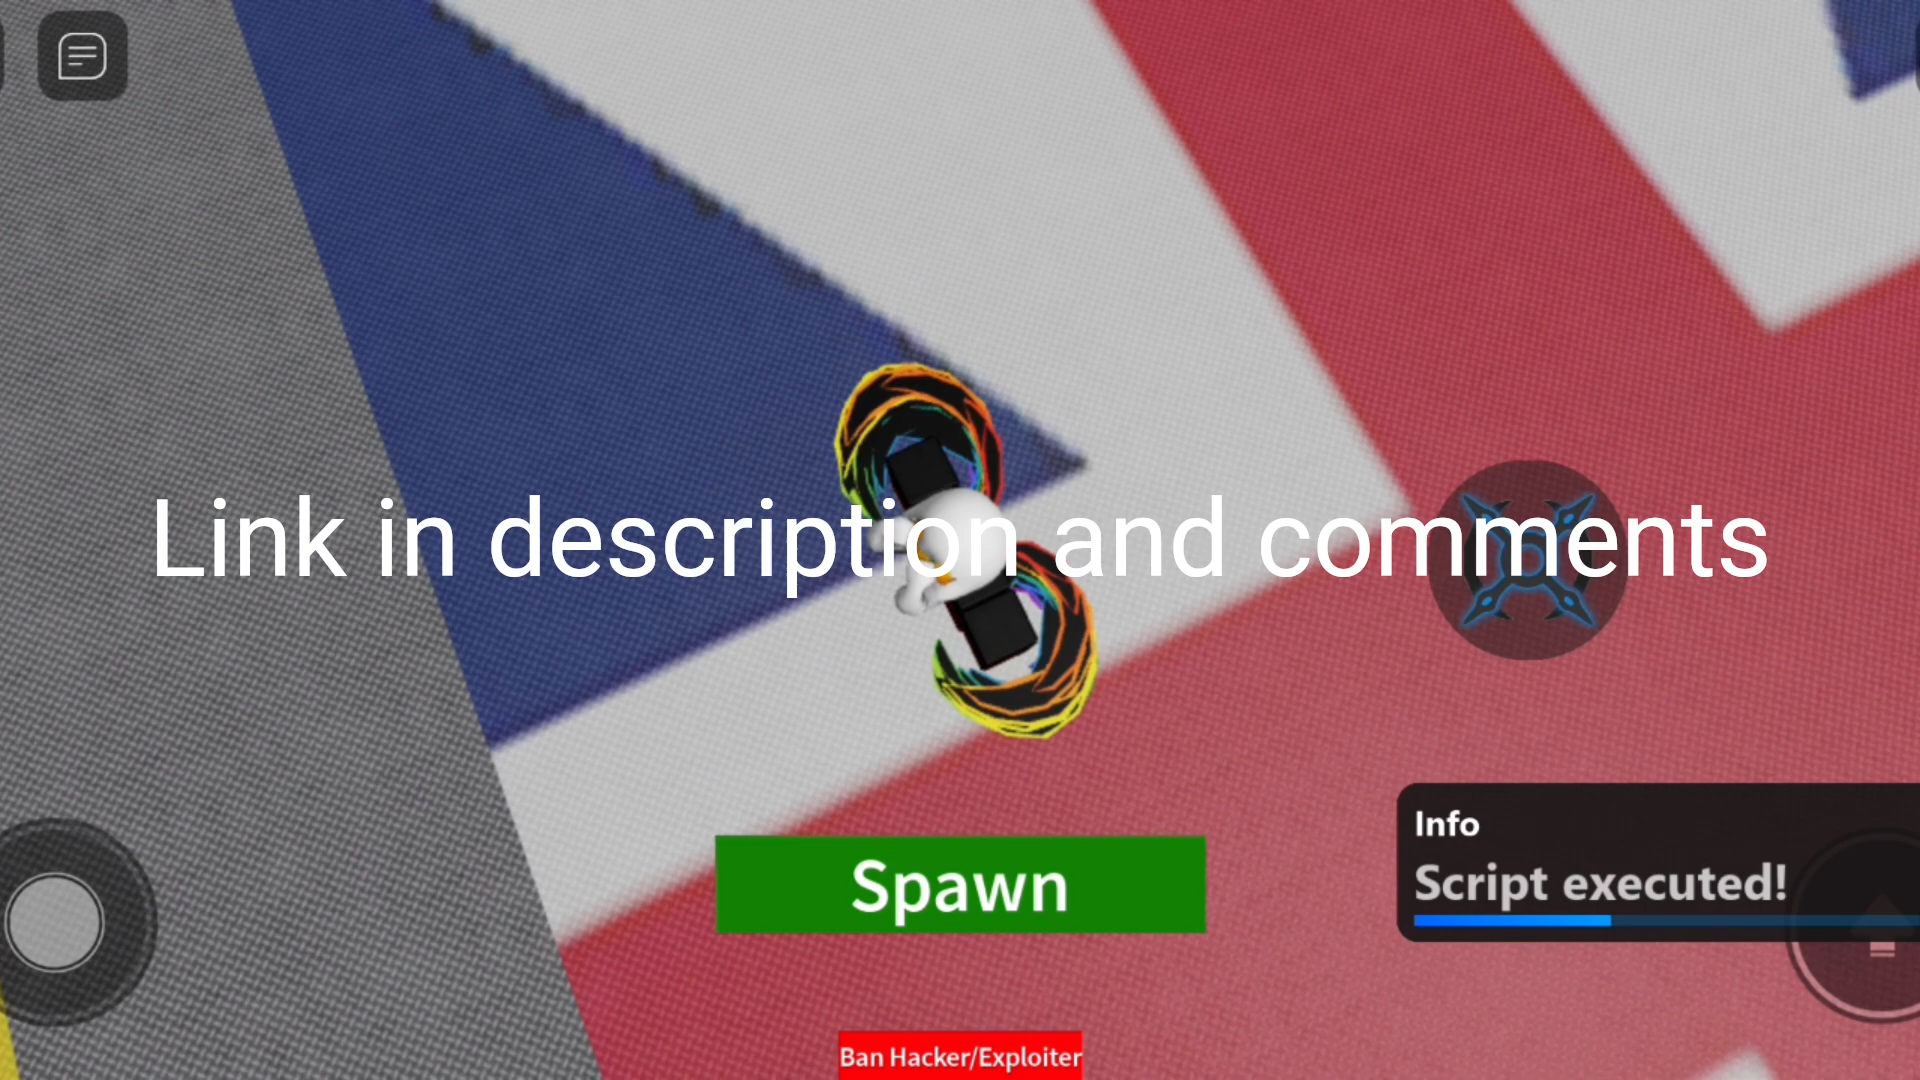 Link in description and comments
Spawn
Info
Script executed!
Ban Hacker/Exploiter